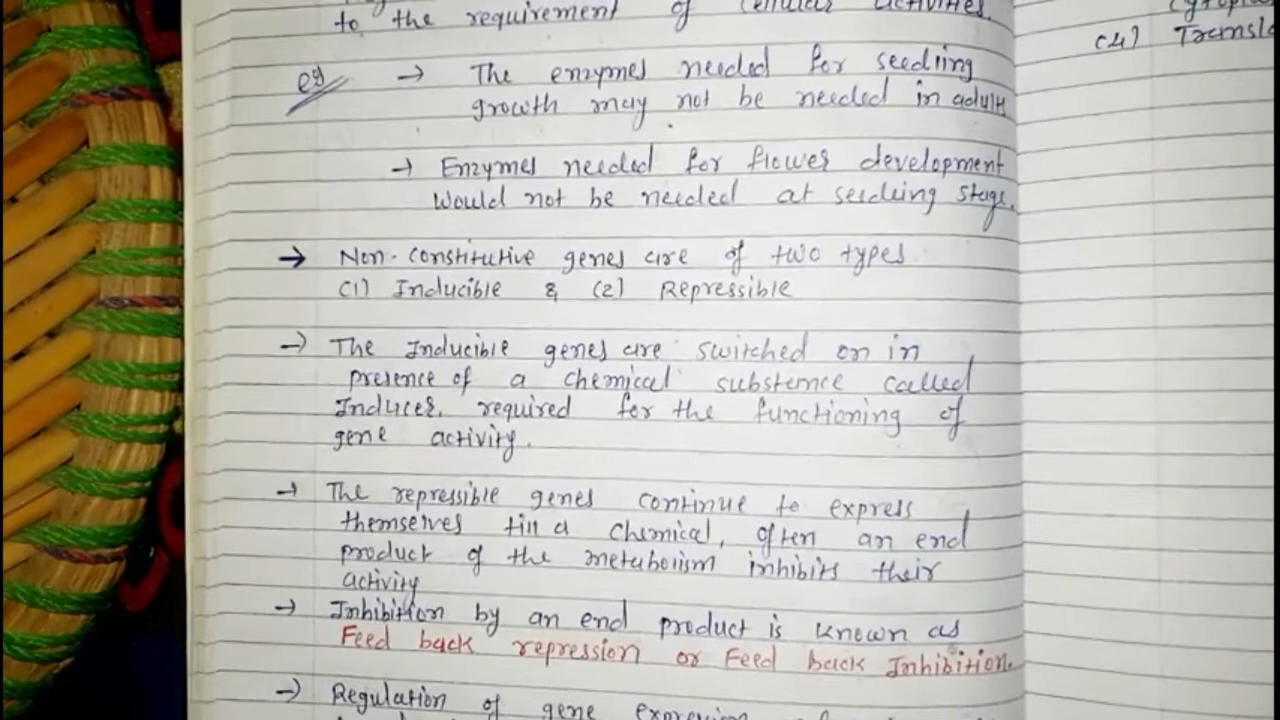 to the requirement of cellular activities.
eg → The enzymes needed for seedling
growth may not be needed in adult
→ Enzymes needed for flower development
would not be needed at seedling stage.
→ Non-constitutive genes are of two types
(1) Inducible & (2) Repressible
→ The Inducible genes are switched on in
presence of a chemical substance called
Inducer, required for the functioning of
gene activity.
→ The repressible genes continue to express
themselves till a chemical, often an end
product of the metabolism inhibits their
activity
→ Inhibition by an end product is known as
Feed back repression or Feed back Inhibition.
→ Regulation of gene expression
(4) Transla